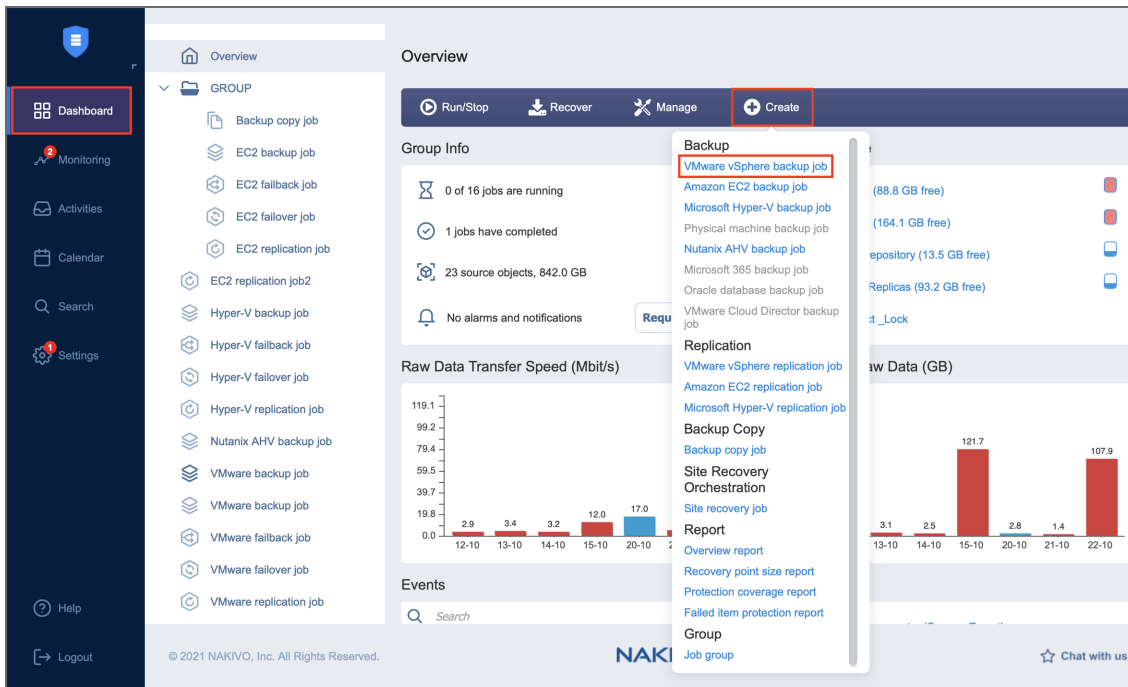 Dashboard
2
Monitoring
Activities
Calendar
Search
1
Settings
Help
Logout
Overview
GROUP
Backup copy job
EC2 backup job
EC2 failback job
EC2 failover job
EC2 replication job
EC2 replication job2
Hyper-V backup job
Hyper-V failback job
Hyper-V failover job
Hyper-V replication job
Nutanix AHV backup job
VMware backup job
VMware backup job
VMware failback job
VMware failover job
VMware replication job
Overview
Run/Stop Recover Manage Create
Group Info
0 of 16 jobs are running
1 jobs have completed
23 source objects, 842.0 GB
No alarms and notifications
Requ
Backup
VMware vSphere backup job
Amazon EC2 backup job
Microsoft Hyper-V backup job
Physical machine backup job
Nutanix AHV backup job
Microsoft 365 backup job
Oracle database backup job
VMware Cloud Director backup
job
Replication
VMware vSphere replication job
Amazon EC2 replication job
Microsoft Hyper-V replication job
Backup Copy
Backup copy job
Site Recovery
Orchestration
Site recovery job
Report
Overview report
Recovery point size report
Protection coverage report
Failed item protection report
Group
Job group
(88.8 GB free)
(164.1 GB free)
epository (13.5 GB free)
Replicas (93.2 GB free)
ct _Lock
Raw Data Transfer Speed (Mbit/s)
119.1
99.2
79.4
59.5
39.7
19.8
0.0
2.9 3.4 3.2 12.0 17.0
12-10 13-10 14-10 15-10 20-10 2
aw Data (GB)
3.1 2.5 121.7 2.8 1.4 107.9
13-10 14-10 15-10 20-10 21-10 22-10
Events
Search
© 2021 NAKIVO, Inc. All Rights Reserved.
NAKI
Chat with us